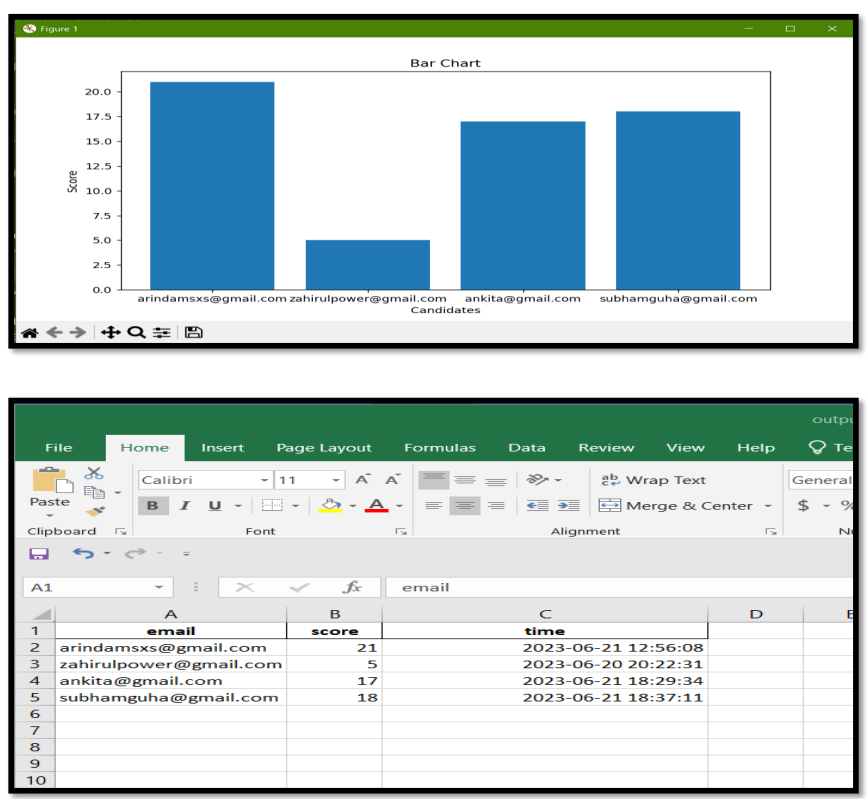 Figure 1
Bar Chart
20.0
17.5
15.0
12.5
10.0
7.5
5.0
2.5
0.0
Score
arindamsxs@gmail.com zahirulpower@gmail.com ankita@gmail.com subhamguha@gmail.com
Candidates
outpu
File Home Insert Page Layout Formulas Data Review View Help Te
Calibri 11 A A ab Wrap Text General
Paste B I U A Merge & Center $ %
Clipboard Font Alignment Nu
A1 fx email
A B C D E
1 email score time
2 arindamsxs@gmail.com 21 2023-06-21 12:56:08
3 zahirulpower@gmail.com 5 2023-06-20 20:22:31
4 ankita@gmail.com 17 2023-06-21 18:29:34
5 subhamguha@gmail.com 18 2023-06-21 18:37:11
6
7
8
9
10